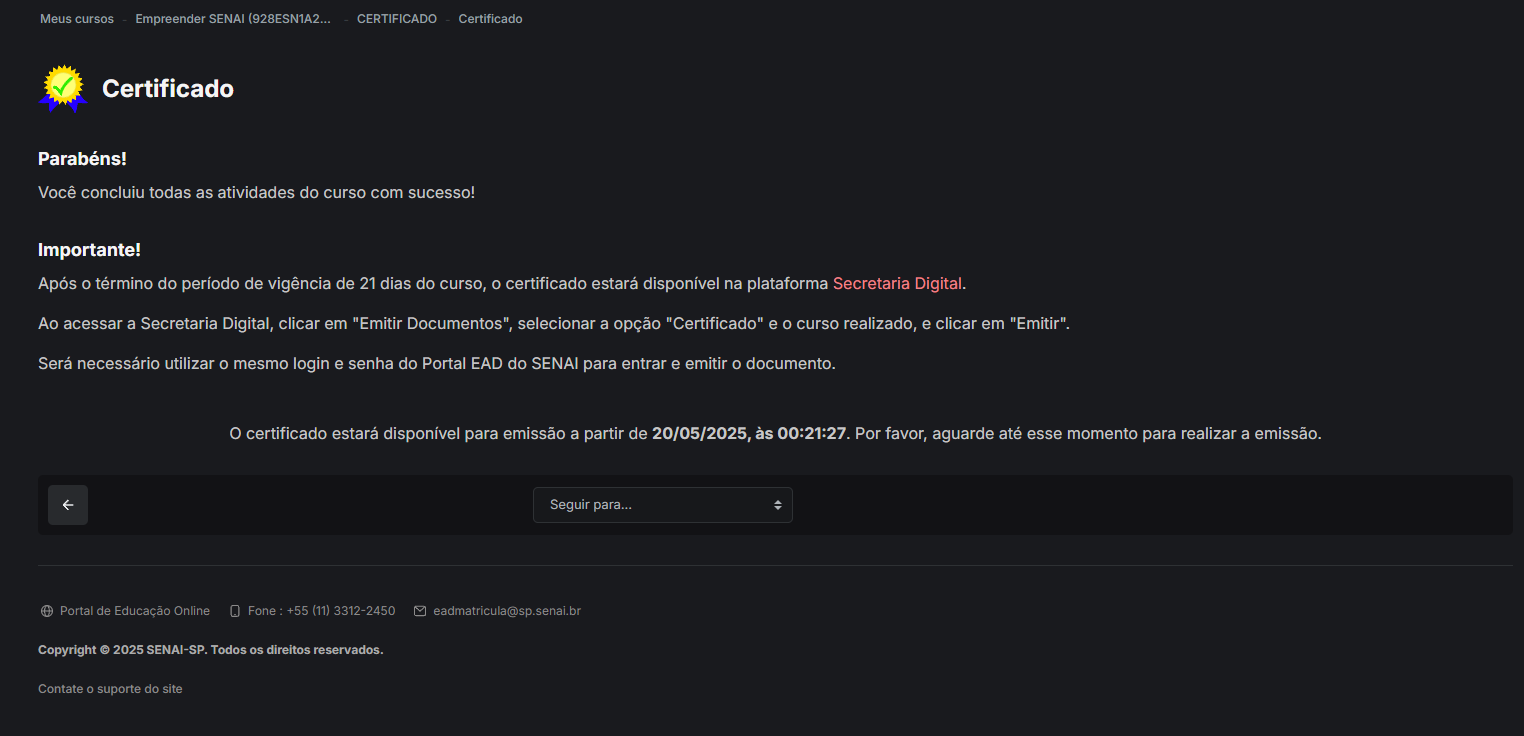 Meus cursos - Empreender SENAI (928ESN1A2... - CERTIFICADO - Certificado
Certificado
Parabéns!
Você concluiu todas as atividades do curso com sucesso!
Importante!
Após o término do período de vigência de 21 dias do curso, o certificado estará disponível na plataforma Secretaria Digital.
Ao acessar a Secretaria Digital, clicar em "Emitir Documentos", selecionar a opção "Certificado" e o curso realizado, e clicar em "Emitir".
Será necessário utilizar o mesmo login e senha do Portal EAD do SENAI para entrar e emitir o documento.
O certificado estará disponível para emissão a partir de 20/05/2025, às 00:21:27. Por favor, aguarde até esse momento para realizar a emissão.
Seguir para...
Portal de Educação Online Fone : +55 (11) 3312-2450 eadmatricula@sp.senai.br
Copyright © 2025 SENAI-SP. Todos os direitos reservados.
Contate o suporte do site